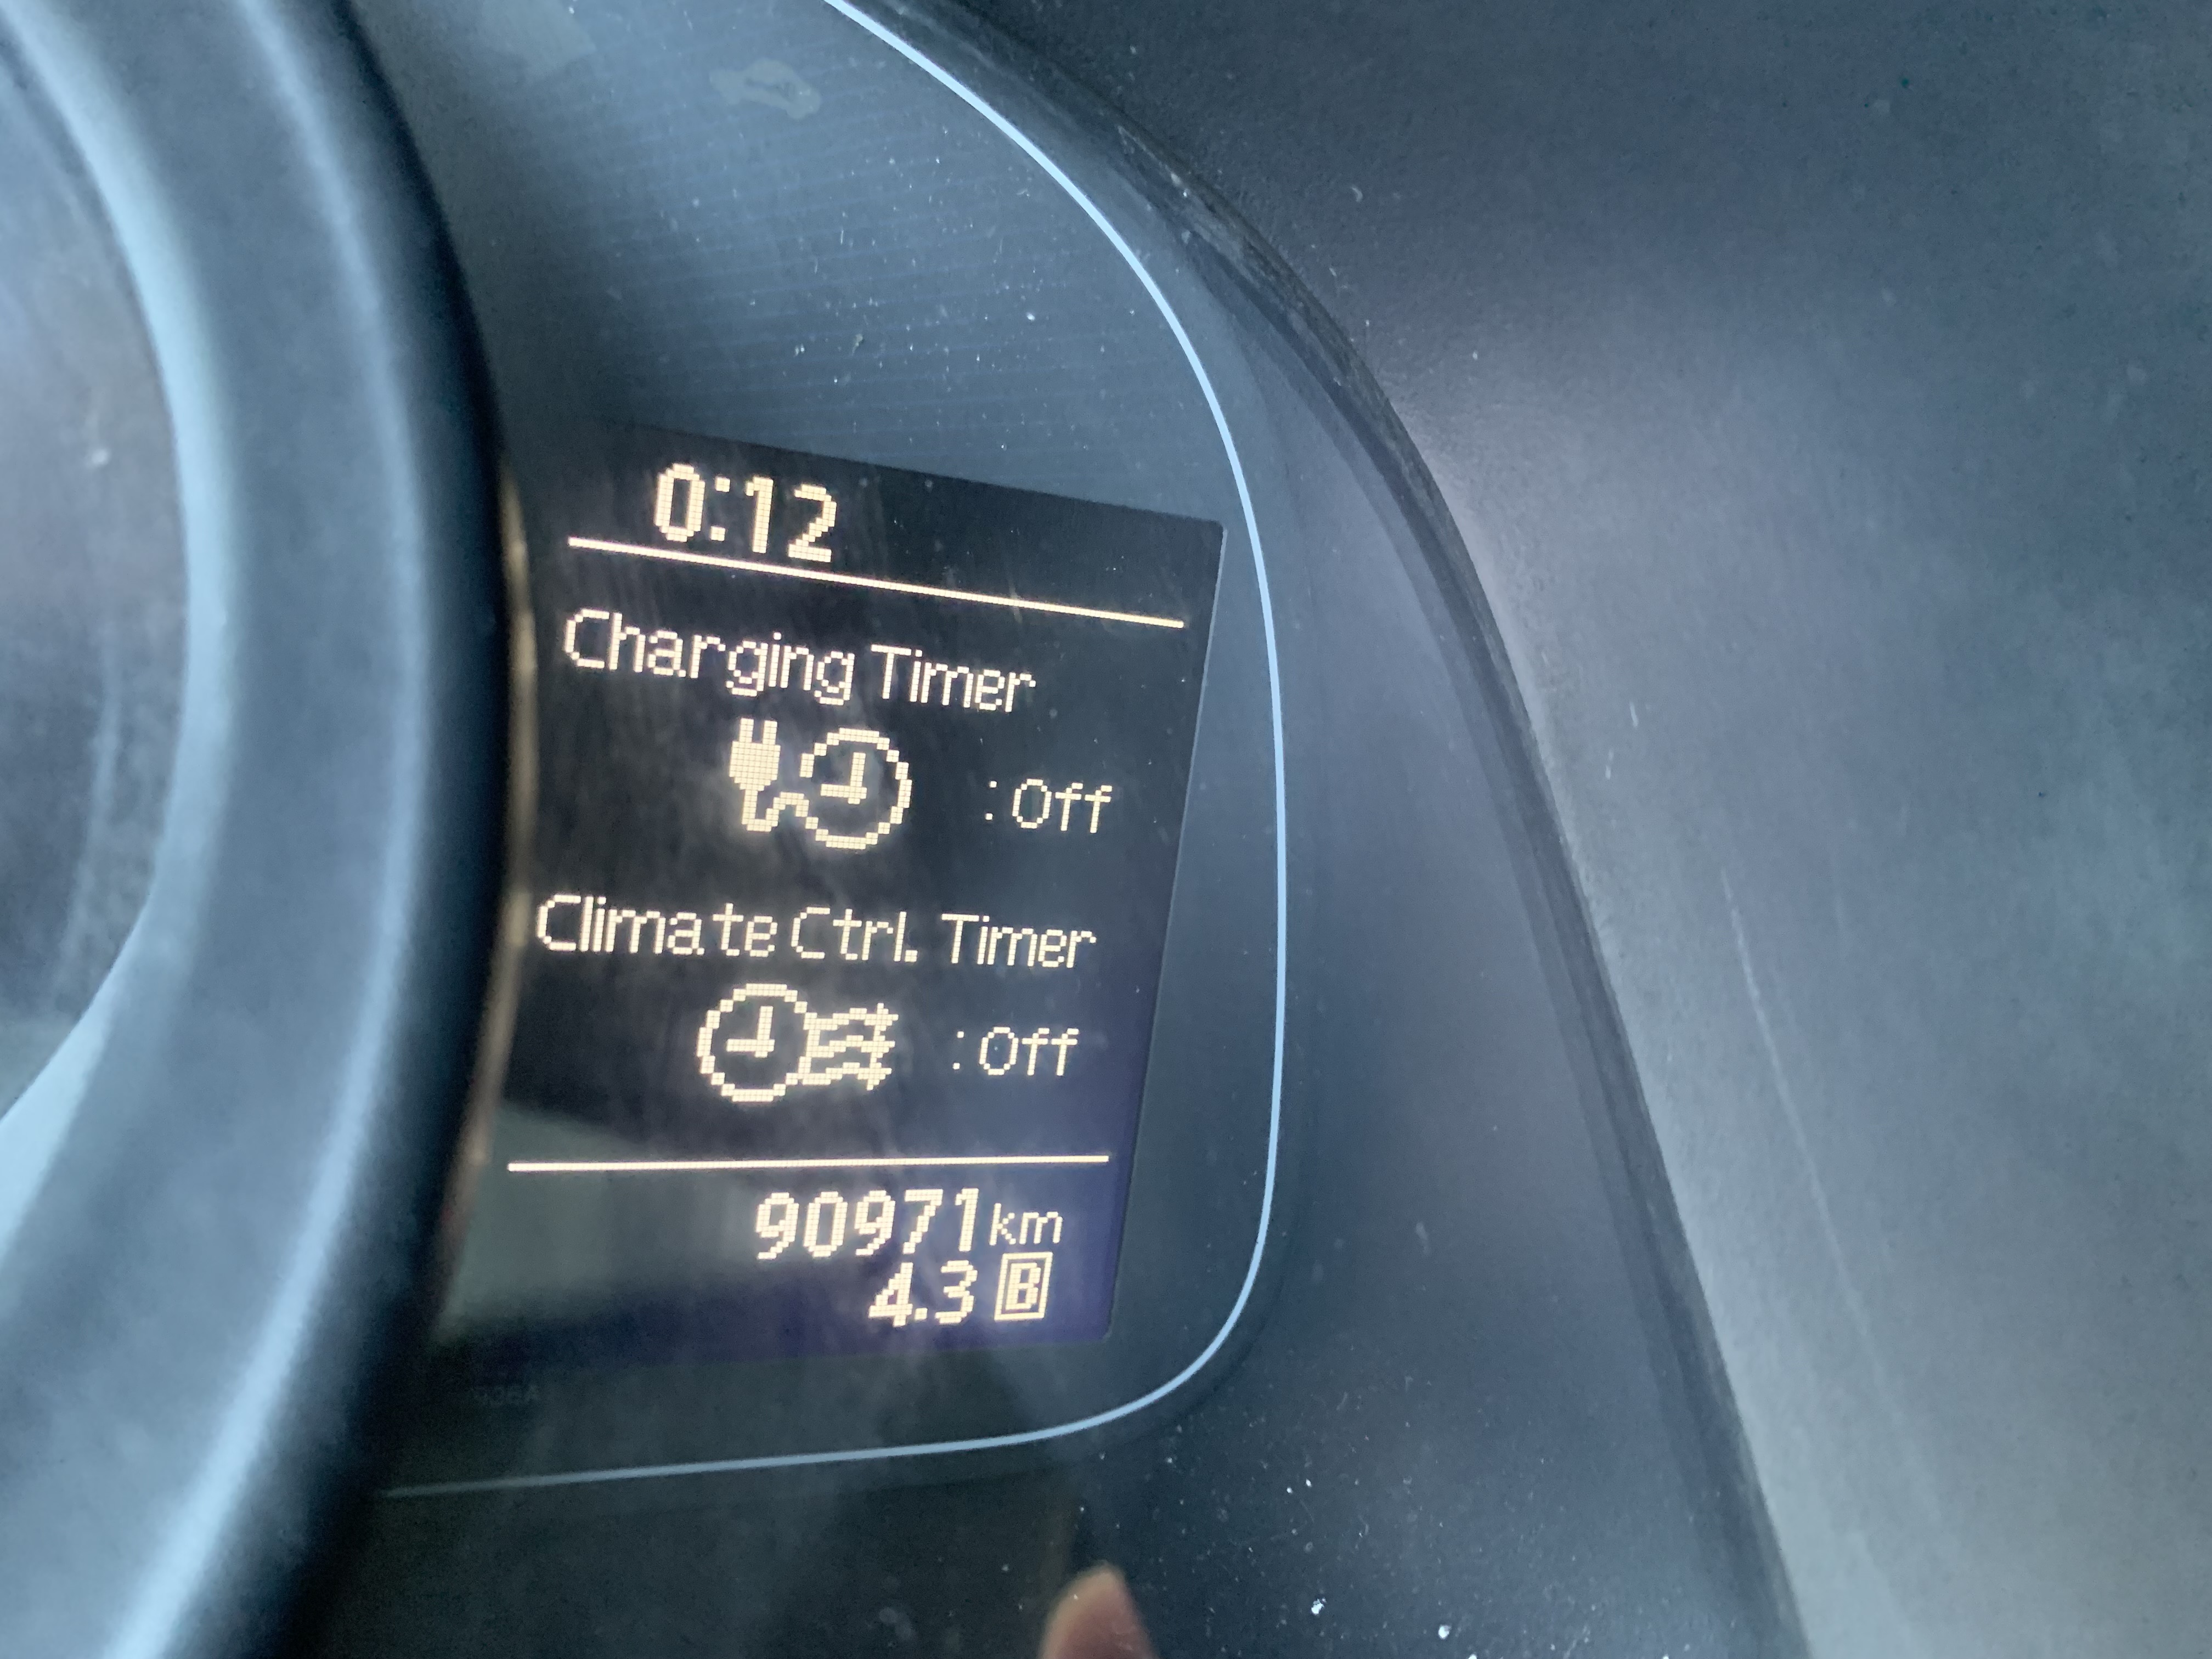 0:12
Charging Timer
:Off
Climate Ctrl. Timer
:Off
90971km
4.3 B